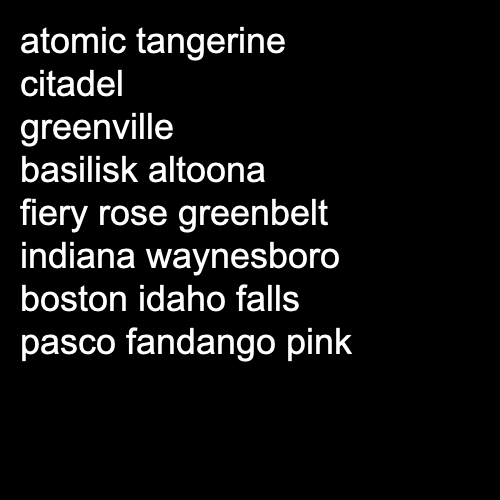 atomic tangerine
citadel
greenville
basilisk altoona
fiery rose greenbelt
indiana waynesboro
boston idaho falls
pasco fandango pink